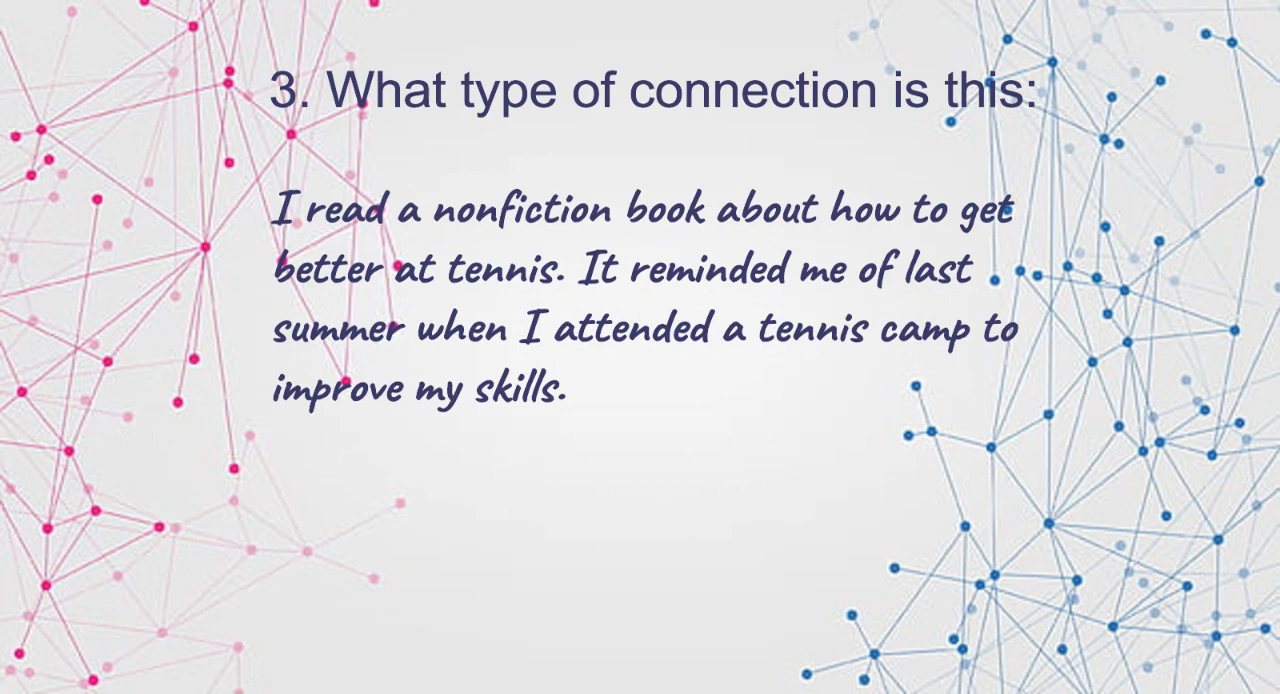 3. What type of connection is this:
I read a nonfiction book about how to get
better at tennis. It reminded me of last
summer when I attended a tennis camp to
improve my skills.